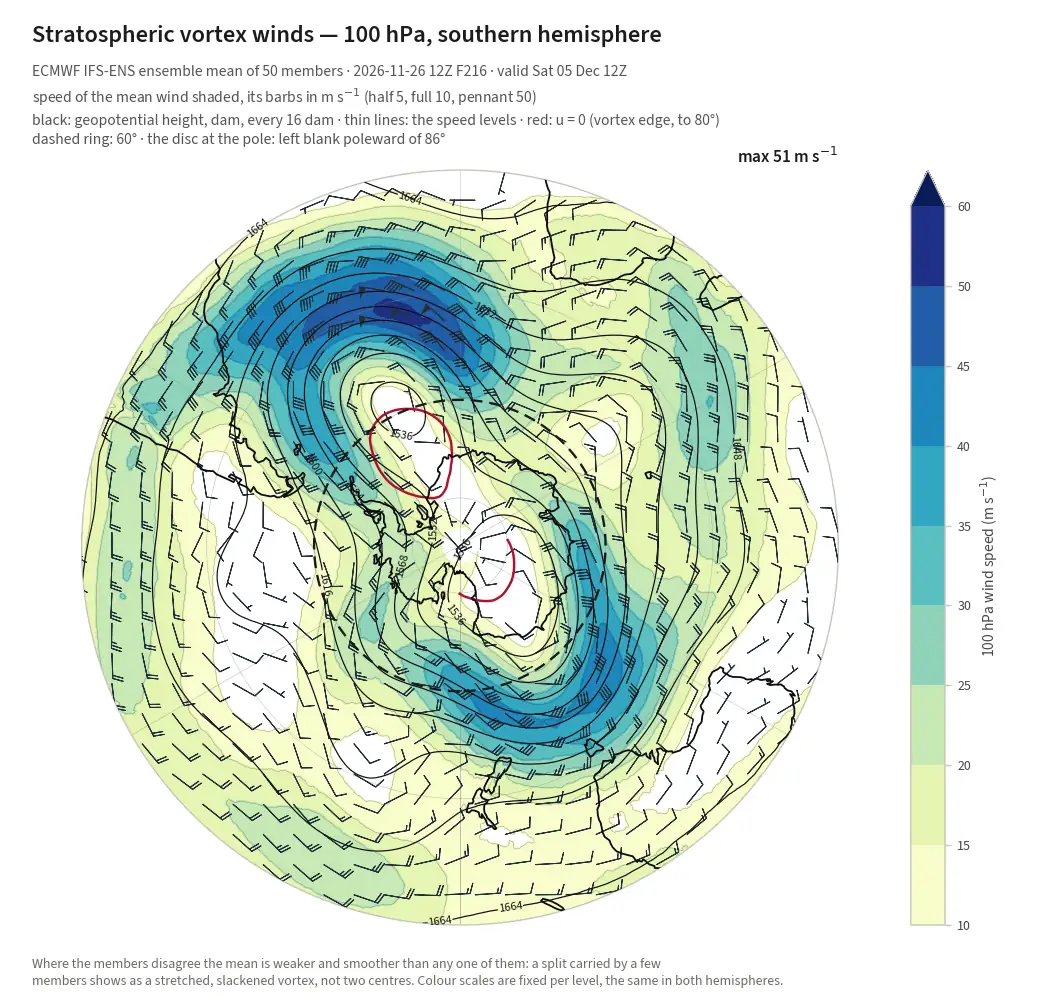 Stratospheric vortex winds — 100 hPa, southern hemisphere
ECMWF IFS-ENS ensemble mean of 50 members · 2026-11-26 12Z F216 · valid Sat 05 Dec 12Z
speed of the mean wind shaded, its barbs in m s⁻¹ (half 5, full 10, pennant 50)
black: geopotential height, dam, every 16 dam · thin lines: the speed levels · red: u = 0 (vortex edge, to 80°)
dashed ring: 60° · the disc at the pole: left blank poleward of 86°
max 51 m s⁻¹
1664
1664
1536
1600
1648
1552
1568
1616
1536
1664
1664
60
50
45
40
35
30
25
20
15
10
100 hPa wind speed (m s⁻¹)
Where the members disagree the mean is weaker and smoother than any one of them: a split carried by a few
members shows as a stretched, slackened vortex, not two centres. Colour scales are fixed per level, the same in both hemispheres.